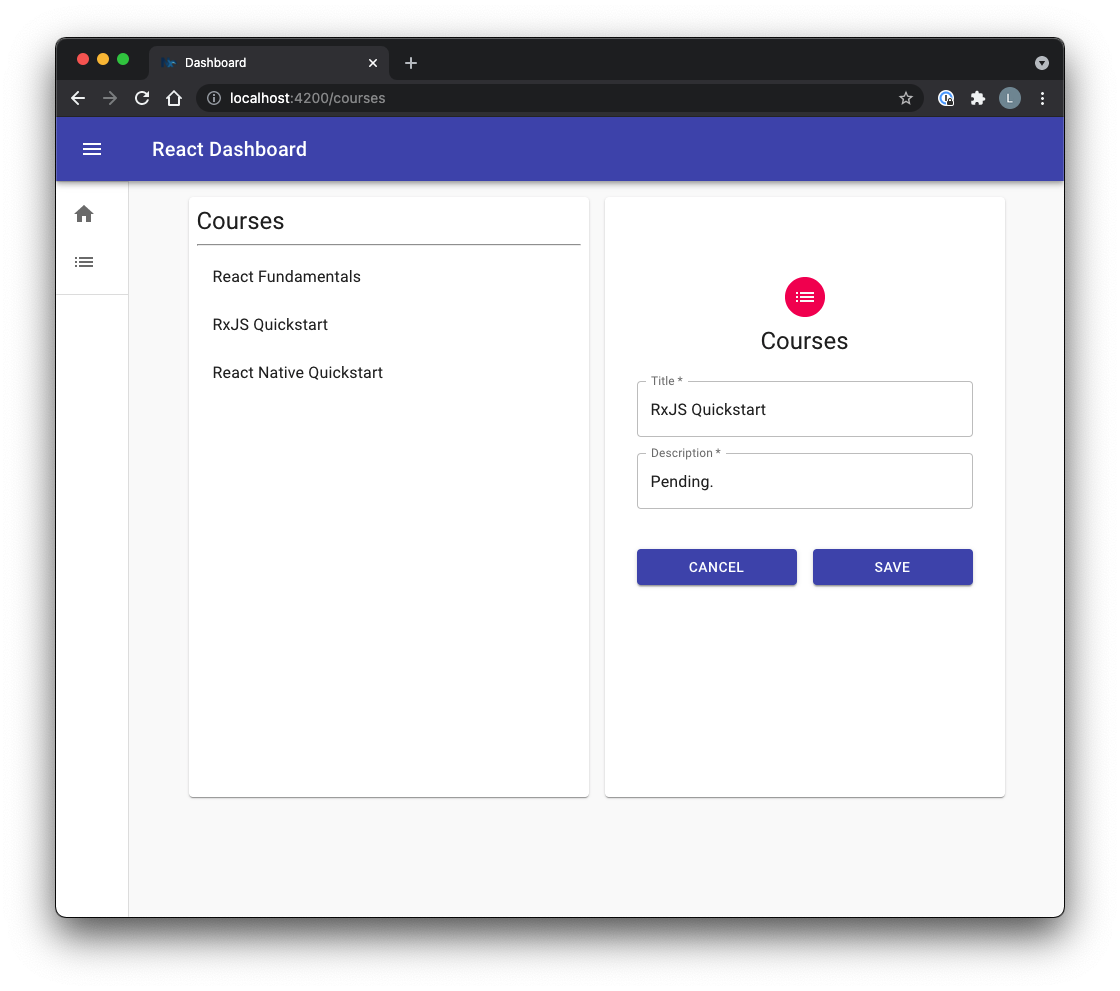 Dashboard
localhost:4200/courses
L
React Dashboard
Courses
React Fundamentals
RxJS Quickstart
React Native Quickstart
Courses
Title *
RxJS Quickstart
Description *
Pending.
CANCEL
SAVE